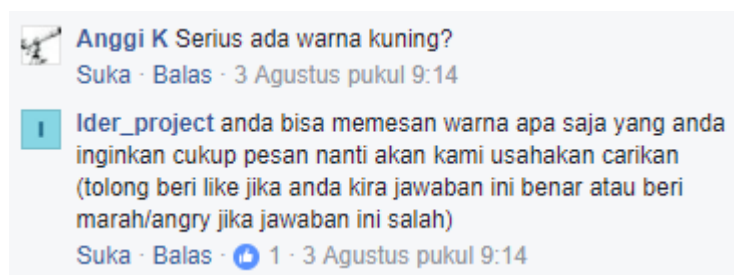 Anggi K Serius ada warna kuning?
Suka · Balas · 3 Agustus pukul 9:14
I
Ider_project anda bisa memesan warna apa saja yang anda
inginkan cukup pesan nanti akan kami usahakan carikan
(tolong beri like jika anda kira jawaban ini benar atau beri
marah/angry jika jawaban ini salah)
Suka · Balas · 1 · 3 Agustus pukul 9:14